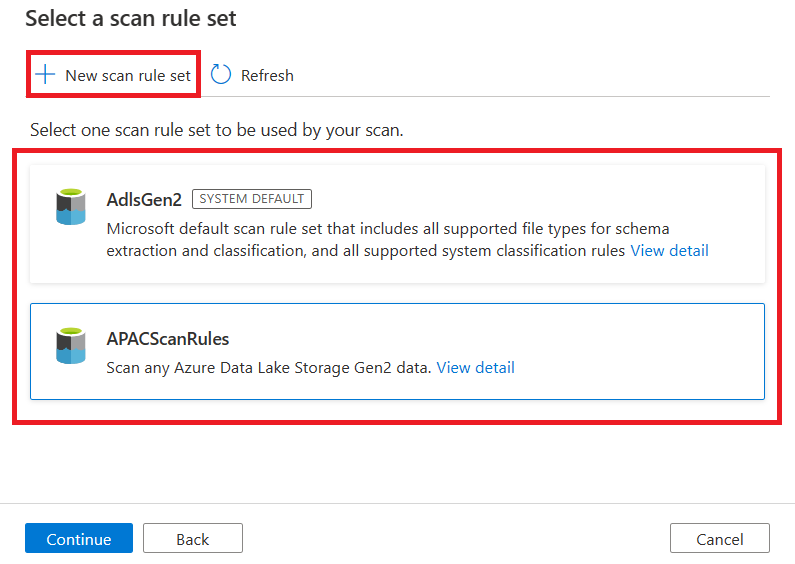 Select a scan rule set
New scan rule set Refresh
Select one scan rule set to be used by your scan.
AdlsGen2 SYSTEM DEFAULT
Microsoft default scan rule set that includes all supported file types for schema
extraction and classification, and all supported system classification rules View detail
APACScanRules
Scan any Azure Data Lake Storage Gen2 data. View detail
Continue Back Cancel